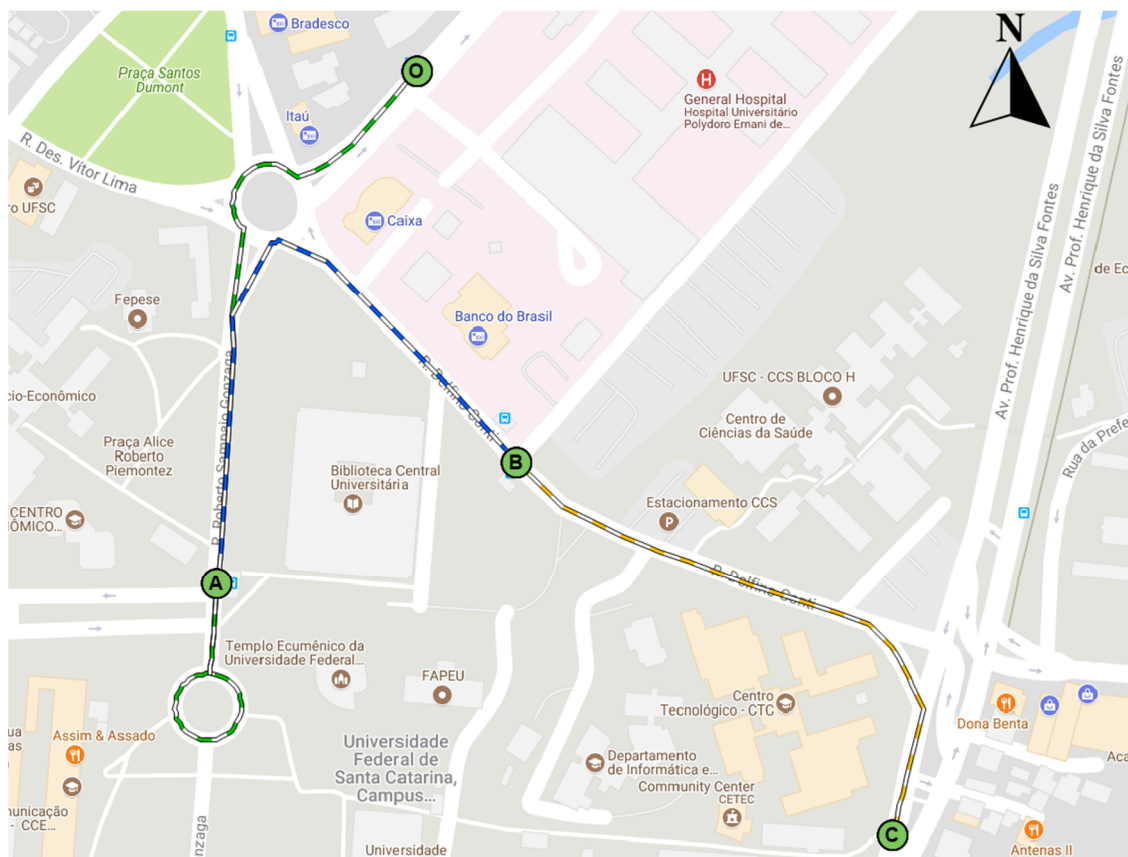 Bradesco
N
O
Praça Santos
Dumont
General Hospital
Hospital Universitário
Polydoro Ernani de...
Itaú
R. Des. Vítor Lima
ro UFSC
Caixa
Av. Prof. Henrique da Silva Fontes
Av. Prof. Henrique da Silva Fontes
de Ec
Fepese
Banco do Brasil
R. Delfino Conti
UFSC - CCS BLOCO H
cio-Econômico
R. Roberto Sampaio Gonzaga
Centro de
Ciências da Saúde
Rua da Prefe
Praça Alice
Roberto
Piemontez
Biblioteca Central
Universitária
B
Estacionamento CCS
CENTRO
ÔMICO...
A
R. Delfino Conti
Templo Ecumênico da
Universidade Federal...
FAPEU
Centro
Tecnológico - CTC
Dona Benta
ua
as
Assim & Assado
Universidade
Federal de
Santa Catarina,
Campus...
Departamento
de Informática e...
Aca
Community Center
CETEC
municação
- CCE...
nzaga
C
Universidade
Antenas II